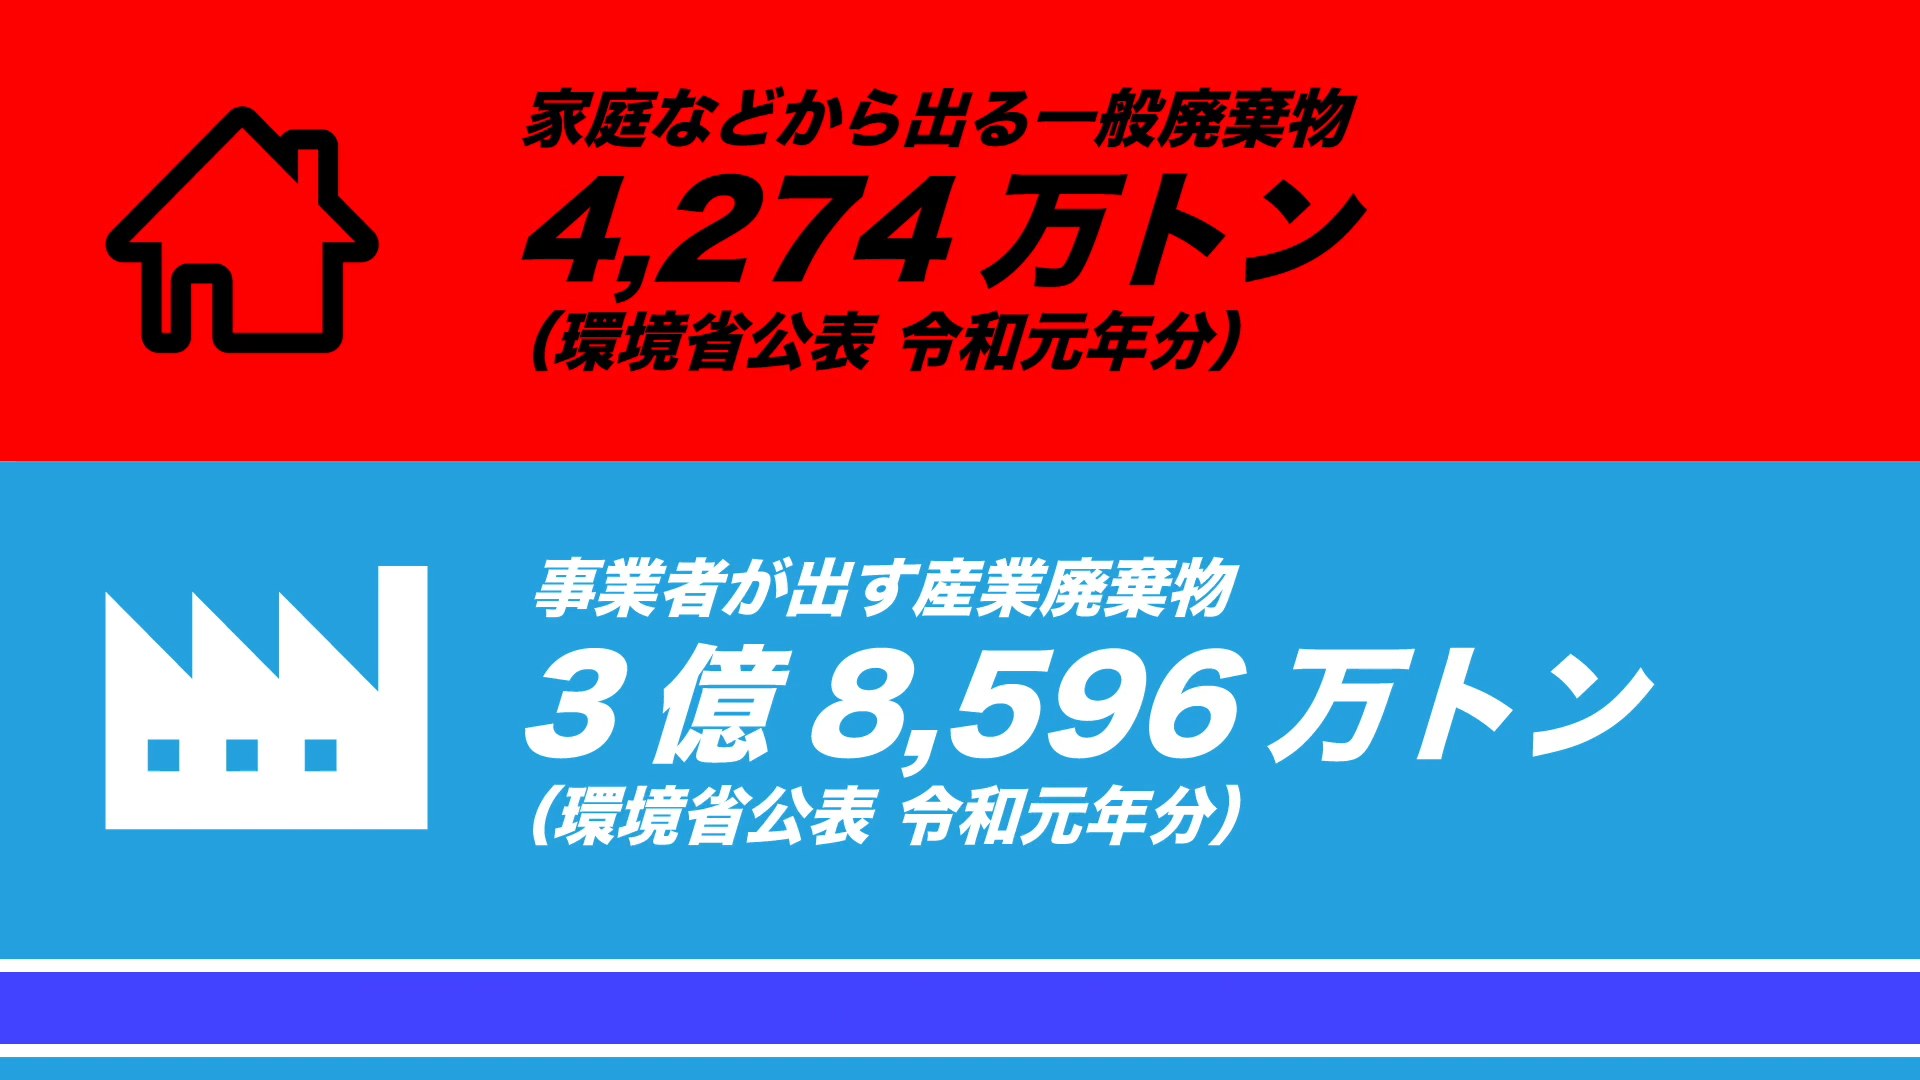 家庭などから出る一般廃棄物
4,274万トン
(環境省公表 令和元年分)
事業者が出す産業廃棄物
3億8,596万トン
(環境省公表 令和元年分)